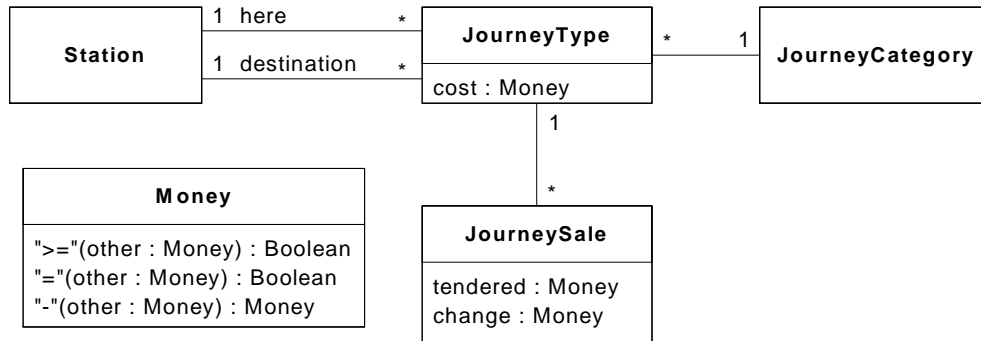 1 here *
Station
1 destination *
JourneyType
cost : Money
* 1
JourneyCategory
1
*
Money
">="(other : Money) : Boolean
"="(other : Money) : Boolean
"-"(other : Money) : Money
JourneySale
tendered : Money
change : Money